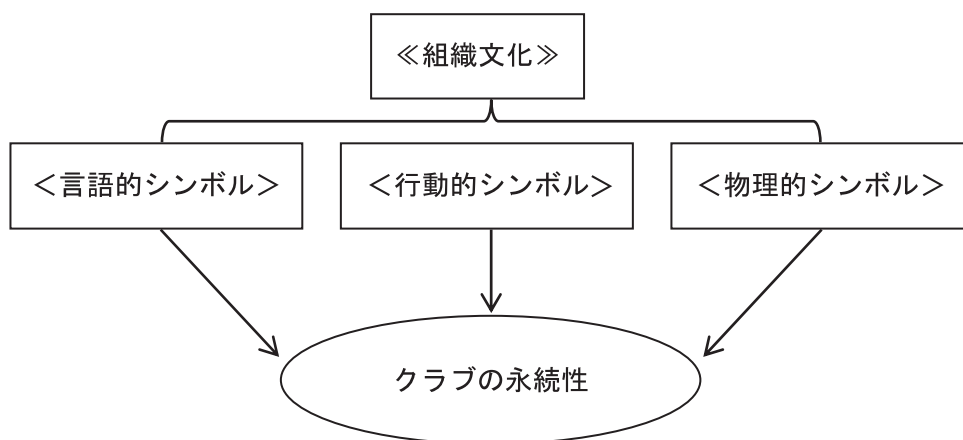 ≪組織文化≫
＜言語的シンボル＞
＜行動的シンボル＞
＜物理的シンボル＞
クラブの永続性